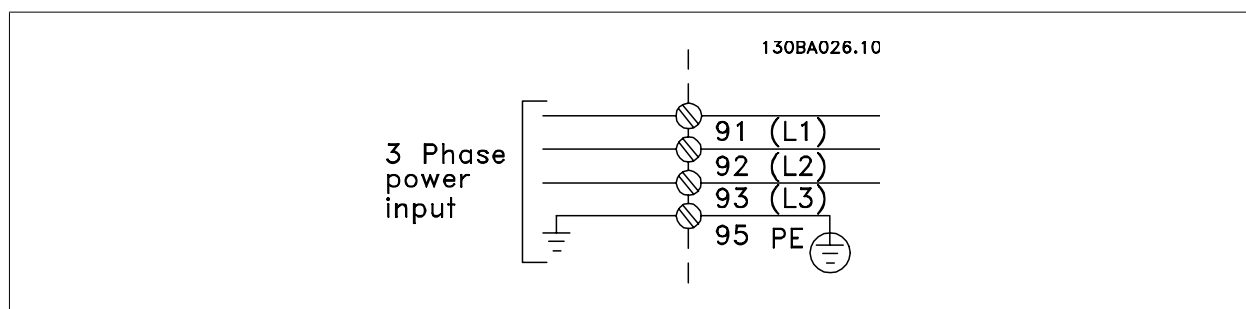 130BA026.10
3 Phase
power
input
91 (L1)
92 (L2)
93 (L3)
95 PE